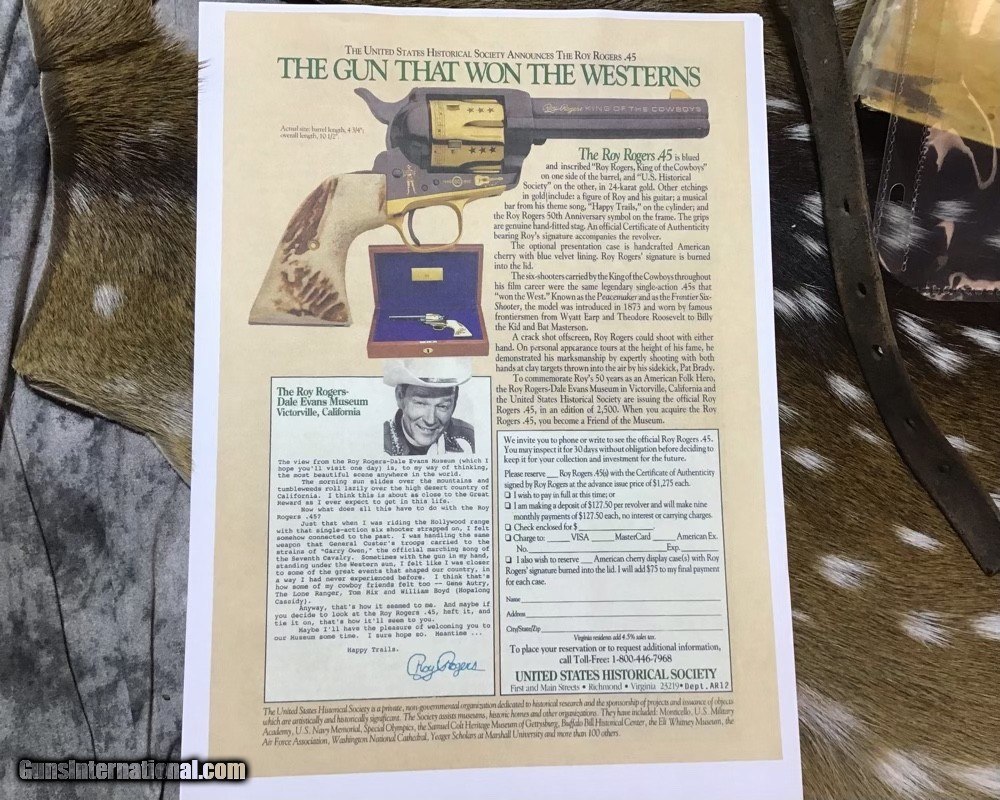 THE UNITED STATES HISTORICAL SOCIETY ANNOUNCES THE ROY ROGERS .45
THE GUN THAT WON THE WESTERNS
Roy Rogers KING OF THE COWBOYS
Actual size: barrel length, 4 3/4";
overall length, 10 1/2".
The Roy Rogers .45 is blued
and inscribed "Roy Rogers, King of the Cowboys"
on one side of the barrel, and "U.S. Historical
Society" on the other, in 24-karat gold. Other etchings
in gold include: a figure of Roy and his guitar; a musical
bar from his theme song, "Happy Trails," on the cylinder; and
the Roy Rogers 50th Anniversary symbol on the frame. The grips
are genuine hand-fitted stag. An official Certificate of Authenticity
bearing Roy's signature accompanies the revolver.
The optional presentation case is handcrafted American
cherry with blue velvet lining. Roy Rogers' signature is burned
into the lid.
The six-shooters carried by the King of the Cowboys throughout
his film career were the same legendary single-action .45s that
"won the West." Known as the Peacemaker and as the Frontier Six-
Shooter, the model was introduced in 1873 and worn by famous
frontiersmen from Wyatt Earp and Theodore Roosevelt to Billy
the Kid and Bat Masterson.
A crack shot offscreen, Roy Rogers could shoot with either
hand. On personal appearance tours at the height of his fame, he
demonstrated his marksmanship by expertly shooting with both
hands at clay targets thrown into the air by his sidekick, Pat Brady.
To commemorate Roy's 50 years as an American Folk Hero,
the Roy Rogers-Dale Evans Museum in Victorville, California and
the United States Historical Society are issuing the official Roy
Rogers .45, in an edition of 2,500. When you acquire the Roy
Rogers .45, you become a Friend of the Museum.
The Roy Rogers-
Dale Evans Museum
Victorville, California
The view from the Roy Rogers-Dale Evans Museum (which I
hope you'll visit one day) is, to my way of thinking,
the most beautiful scene anywhere in the world.
The morning sun slides over the mountains and
tumbleweeds roll lazily over the high desert country of
California. I think this is about as close to the Great
Reward as I ever expect to get in this life.
Now what does all this have to do with the Roy
Rogers .45?
Just that when I was riding the Hollywood range
with that single-action six shooter strapped on, I felt
somehow connected to the past. I was handling the same
weapon that General Custer's troops carried to the
strains of "Garry Owen," the official marching song of
the Seventh Cavalry. Sometimes with the gun in my hand,
standing under the Western sun, I felt like I was closer
to some of the great events that shaped our country, in
a way I had never experienced before. I think that's
how some of my cowboy friends felt too -- Gene Autry,
The Lone Ranger, Tom Mix and William Boyd (Hopalong
Cassidy).
Anyway, that's how it seemed to me. And maybe if
you decide to look at the Roy Rogers .45, heft it, and
tie it on, that's how it'll seem to you.
Maybe I'll have the pleasure of welcoming you to
our Museum some time. I sure hope so. Meantime ...
Happy Trails.
Roy Rogers
We invite you to phone or write to see the official Roy Rogers .45.
You may inspect it for 30 days without obligation before deciding to
keep it for your collection and investment for the future.
Please reserve ___ Roy Rogers .45(s) with the Certificate of Authenticity
signed by Roy Rogers at the advance issue price of $1,275 each.
❏ I wish to pay in full at this time; or
❏ I am making a deposit of $127.50 per revolver and will make nine
monthly payments of $127.50 each, no interest or carrying charges.
❏ Check enclosed for $ ____
❏ Charge to: ___ VISA ___ MasterCard ___ American Ex.
No. ____ Exp. ____
❏ I also wish to reserve ___ American cherry display case(s) with Roy
Rogers' signature burned into the lid. I will add $75 to my final payment
for each case.
Name ____
Address ____
City/State/Zip ____
Virginia residents add 4.5% sales tax.
To place your reservation or to request additional information,
call Toll-Free: 1-800-446-7968
UNITED STATES HISTORICAL SOCIETY
First and Main Streets • Richmond • Virginia 23219 • Dept. AR12
The United States Historical Society is a private, non-governmental organization dedicated to historical research and the sponsorship of projects and issuance of objects
which are artistically and historically significant. The Society assists museums, historic homes and other organizations. They have included: Monticello, U.S. Military
Academy, U.S. Navy Memorial, Special Olympics, the Samuel Colt Heritage Museum of Gettysburg, Buffalo Bill Historical Center, the Eli Whitney Museum, the
Air Force Association, Washington National Cathedral, Yeager Scholars at Marshall University and more than 100 others.
GunsInternational.com